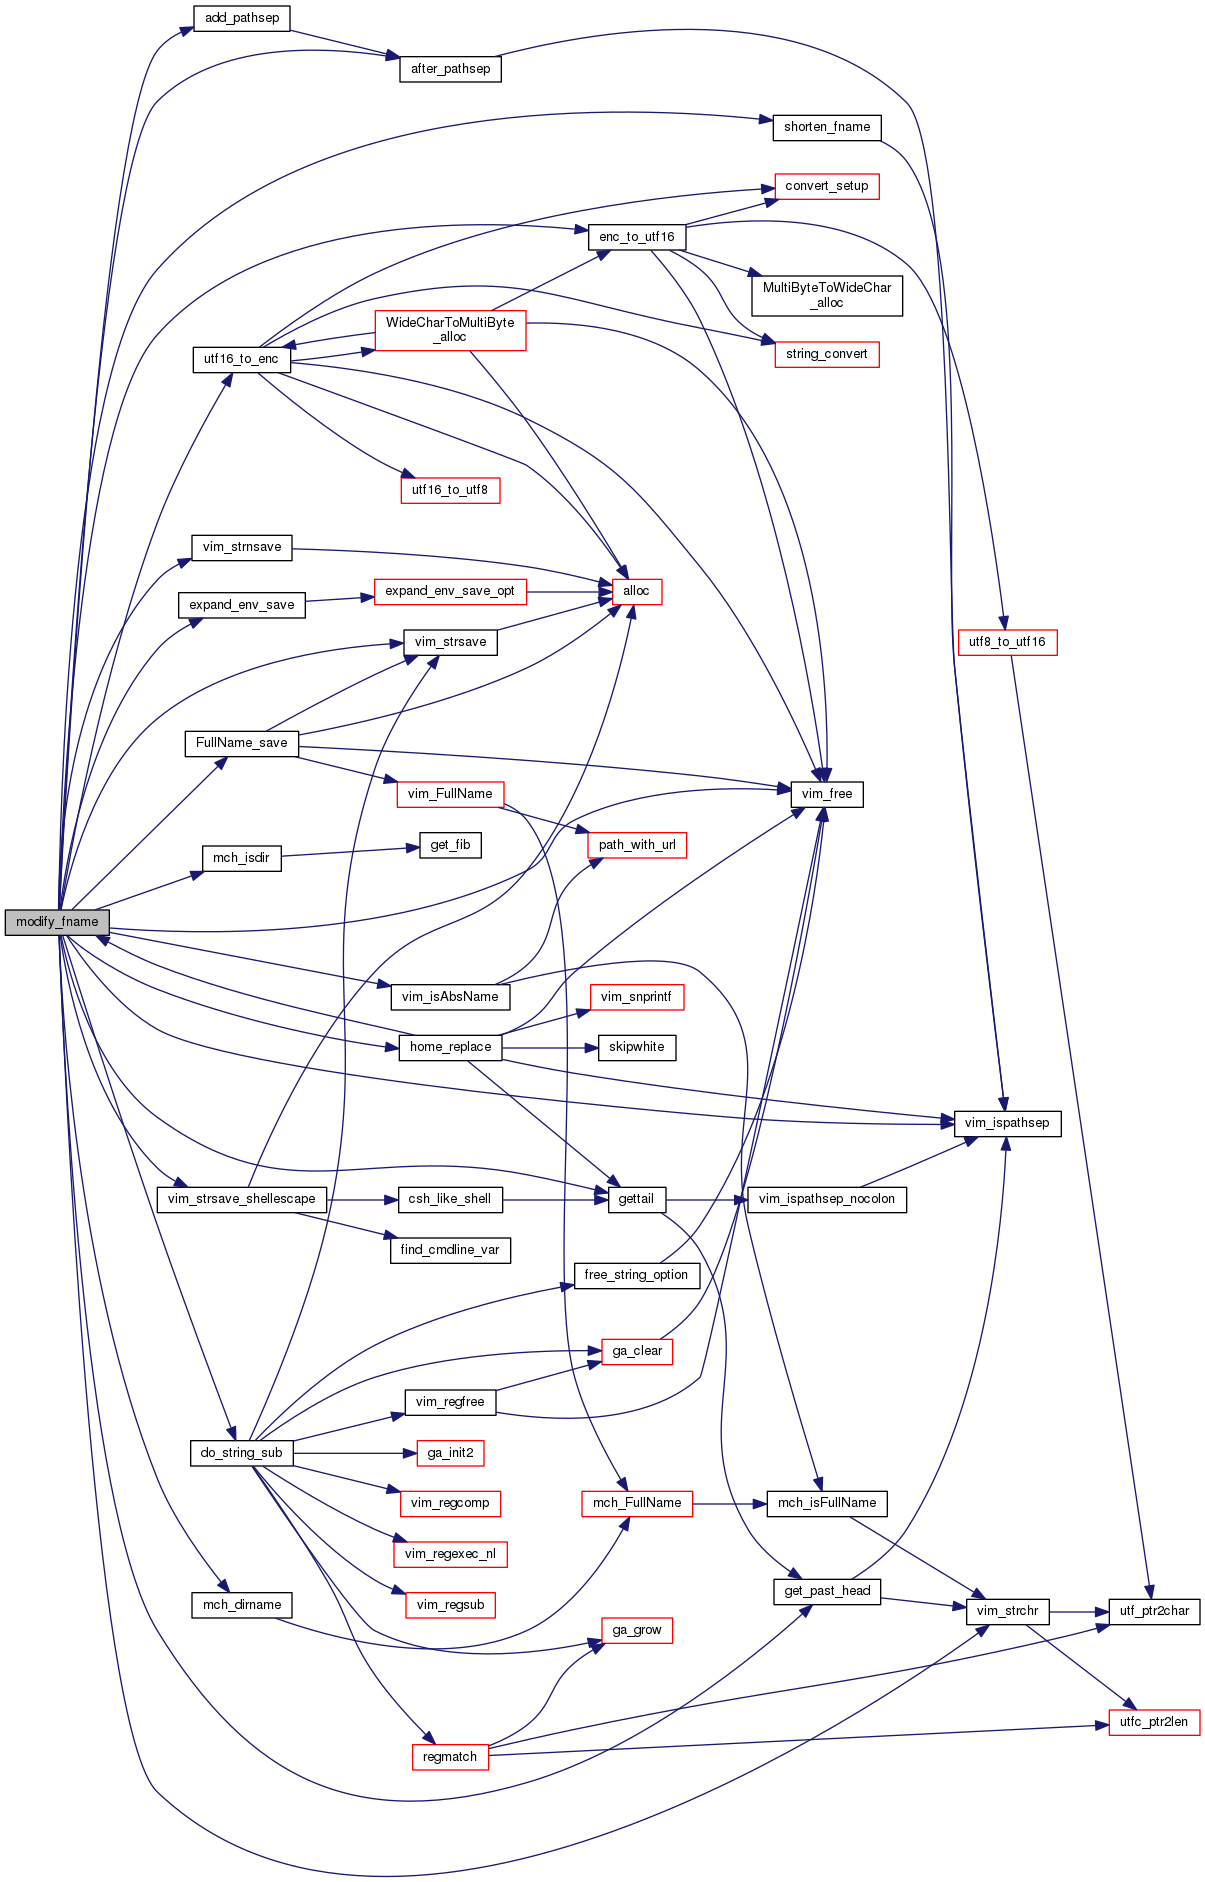 add_pathsep
after_pathsep
shorten_fname
convert_setup
enc_to_utf16
MultiByteToWideChar
_alloc
WideCharToMultiByte
_alloc
utf16_to_enc
string_convert
utf16_to_utf8
vim_strnsave
expand_env_save
expand_env_save_opt
alloc
vim_strsave
utf8_to_utf16
FullName_save
vim_FullName
vim_free
mch_isdir
get_fib
path_with_url
modify_fname
vim_isAbsName
vim_snprintf
home_replace
skipwhite
vim_ispathsep
vim_strsave_shellescape
csh_like_shell
gettail
vim_ispathsep_nocolon
find_cmdline_var
free_string_option
ga_clear
vim_regfree
do_string_sub
ga_init2
vim_regcomp
mch_FullName
mch_isFullName
vim_regexec_nl
mch_dirname
vim_regsub
get_past_head
vim_strchr
utf_ptr2char
ga_grow
utfc_ptr2len
regmatch